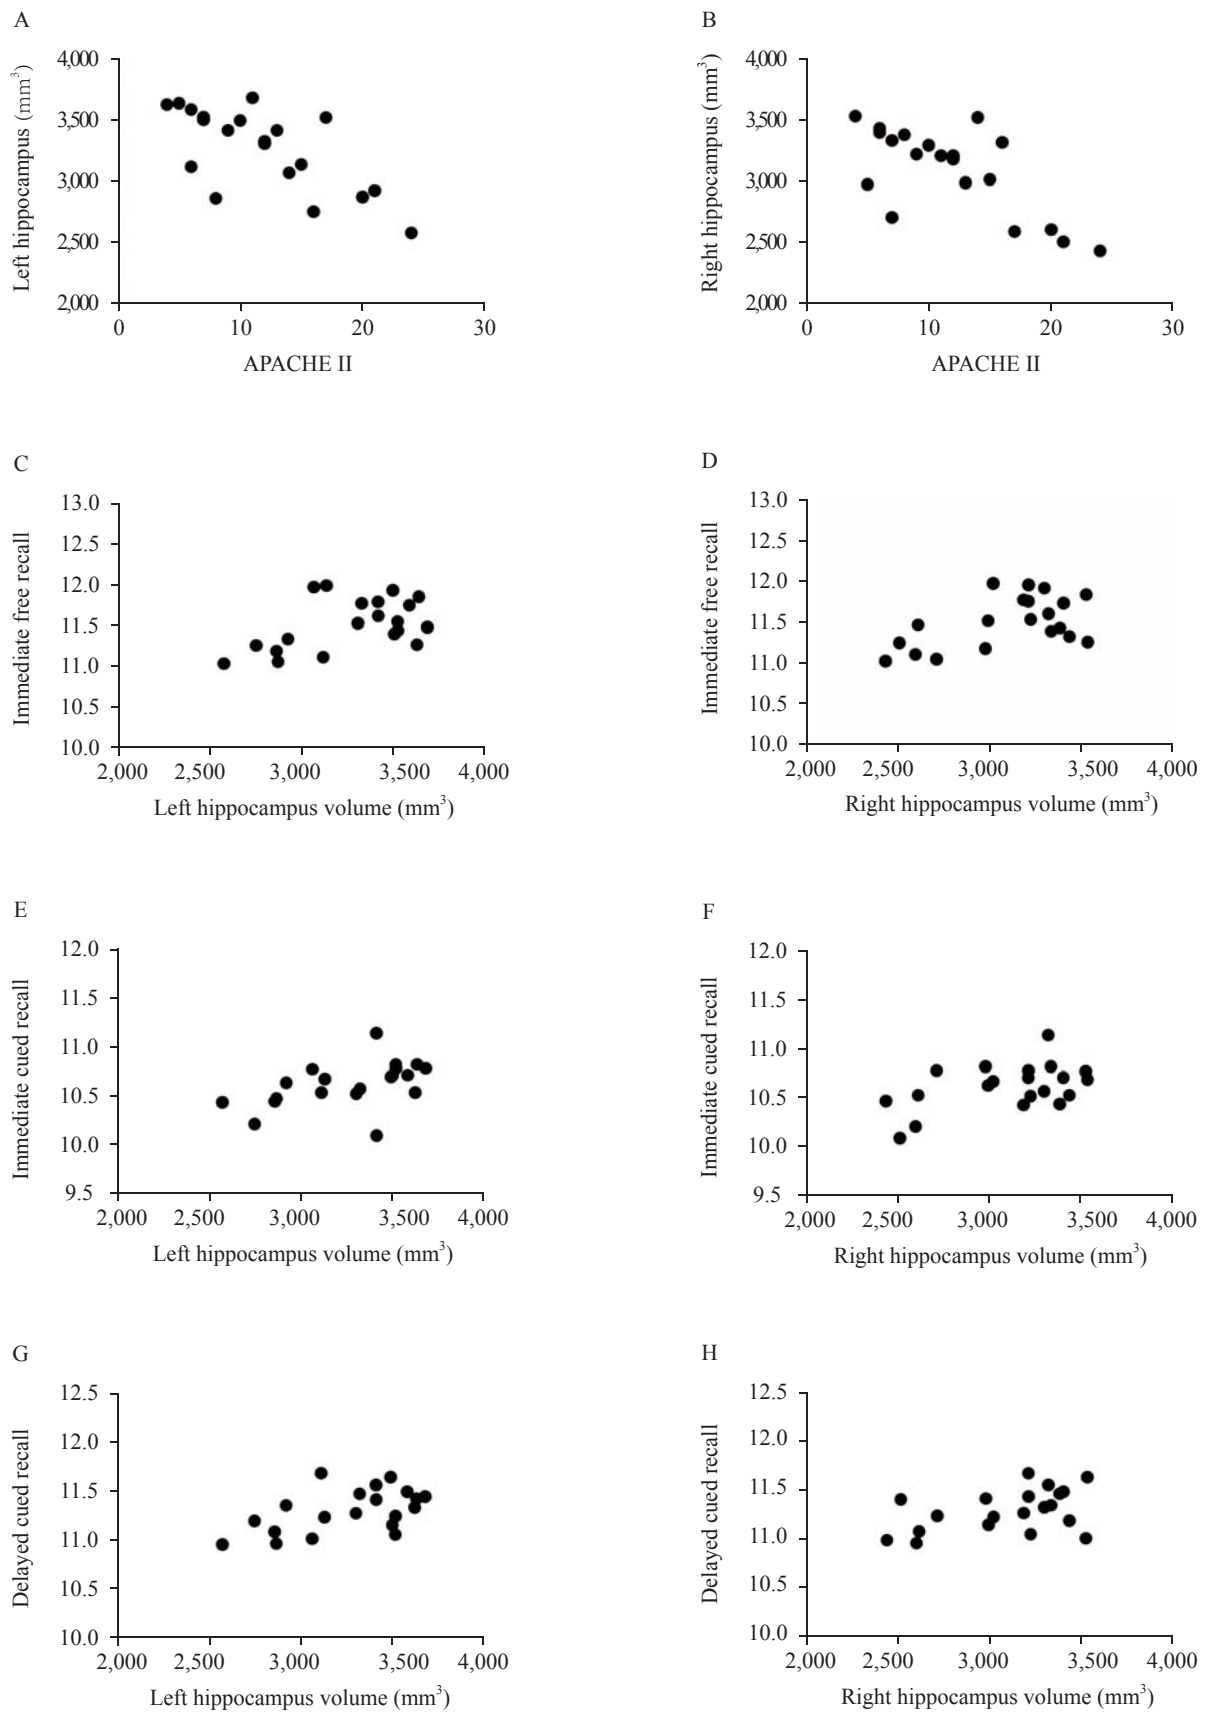 A
4,000
3,500
3,000
2,500
2,000
0 10 20 30
Left hippocampus (mm³)
APACHE II
B
4,000
3,500
3,000
2,500
2,000
0 10 20 30
Right hippocampus (mm³)
APACHE II
C
13.0
12.5
12.0
11.5
11.0
10.5
10.0
2,000 2,500 3,000 3,500 4,000
Immediate free recall
Left hippocampus volume (mm³)
D
13.0
12.5
12.0
11.5
11.0
10.5
10.0
2,000 2,500 3,000 3,500 4,000
Immediate free recall
Right hippocampus volume (mm³)
E
12.0
11.5
11.0
10.5
10.0
9.5
2,000 2,500 3,000 3,500 4,000
Immediate cued recall
Left hippocampus volume (mm³)
F
12.0
11.5
11.0
10.5
10.0
9.5
2,000 2,500 3,000 3,500 4,000
Immediate cued recall
Right hippocampus volume (mm³)
G
12.5
12.0
11.5
11.0
10.5
10.0
2,000 2,500 3,000 3,500 4,000
Delayed cued recall
Left hippocampus volume (mm³)
H
12.5
12.0
11.5
11.0
10.5
10.0
2,000 2,500 3,000 3,500 4,000
Delayed cued recall
Right hippocampus volume (mm³)